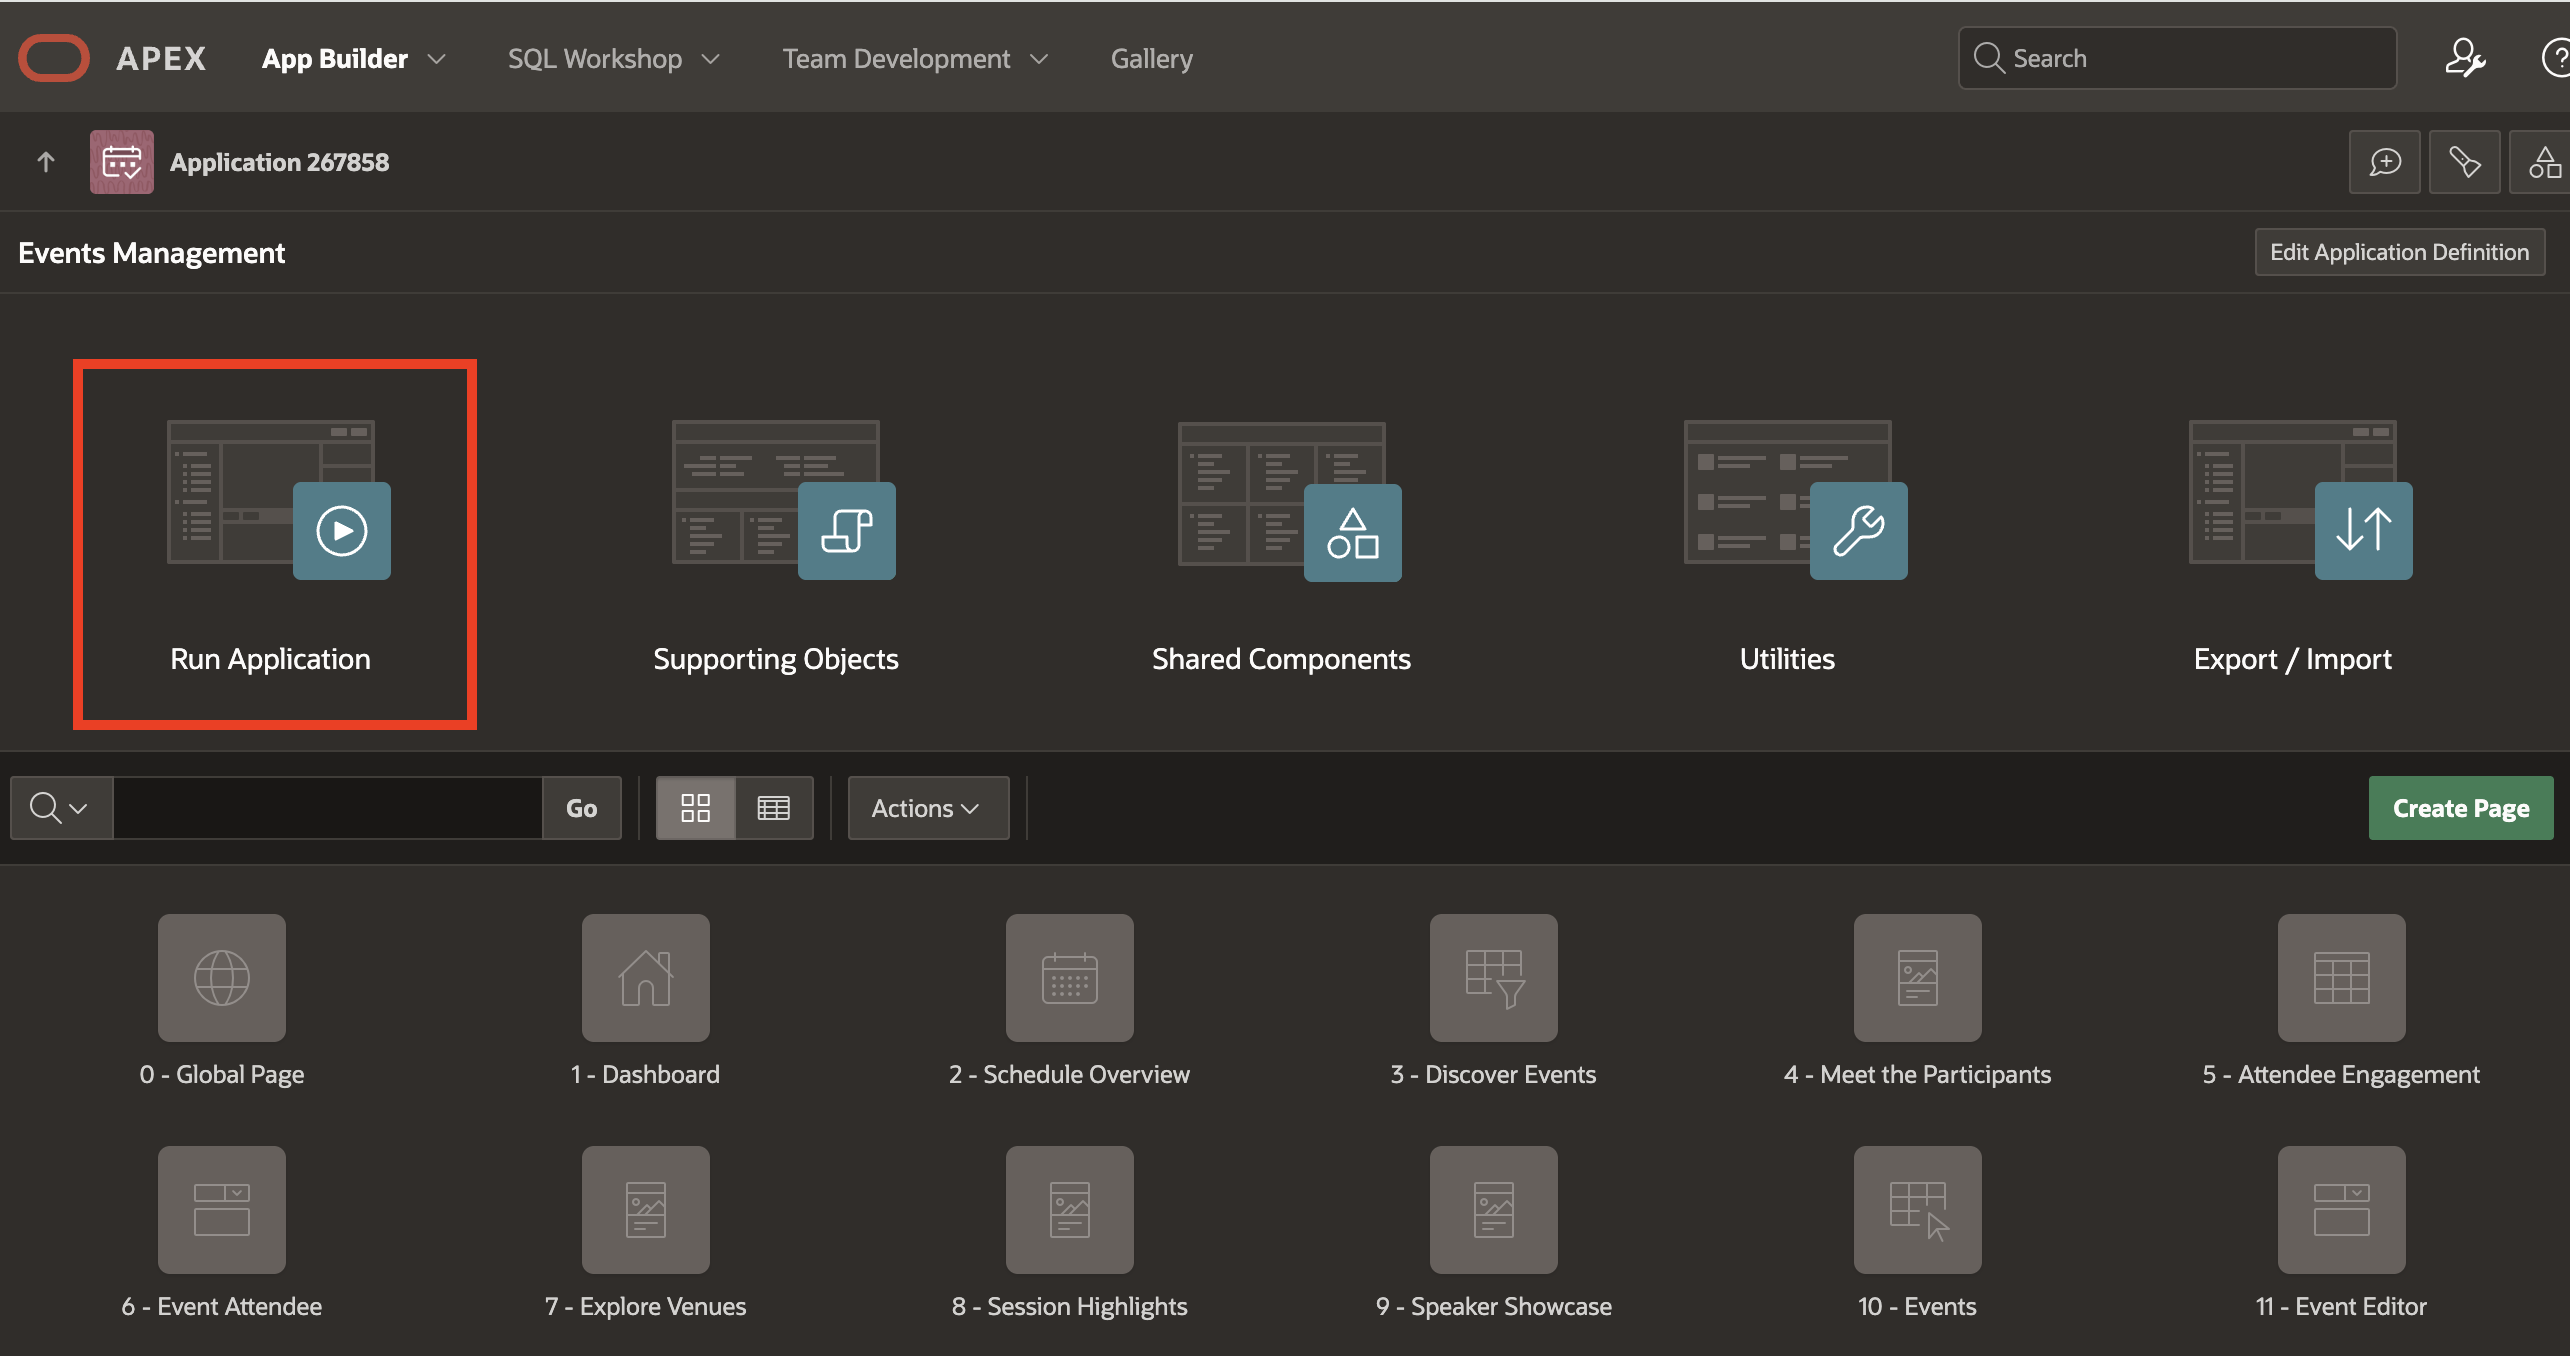 APEX App Builder SQL Workshop Team Development Gallery Search ?
Application 267858
Events Management Edit Application Definition
Run Application Supporting Objects Shared Components Utilities Export / Import
Go Actions Create Page
0 - Global Page 1 - Dashboard 2 - Schedule Overview 3 - Discover Events 4 - Meet the Participants 5 - Attendee Engagement
6 - Event Attendee 7 - Explore Venues 8 - Session Highlights 9 - Speaker Showcase 10 - Events 11 - Event Editor